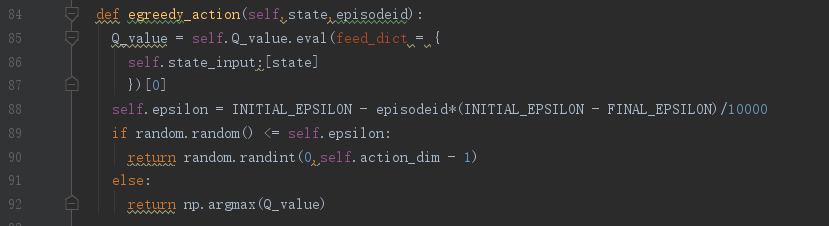 84 def egreedy_action(self,state,episodeid):
85 Q_value = self.Q_value.eval(feed_dict = {
86 self.state_input:[state]
87 })[0]
88 self.epsilon = INITIAL_EPSILON - episodeid*(INITIAL_EPSILON - FINAL_EPSILON)/10000
89 if random.random() <= self.epsilon:
90 return random.randint(0,self.action_dim - 1)
91 else:
92 return np.argmax(Q_value)